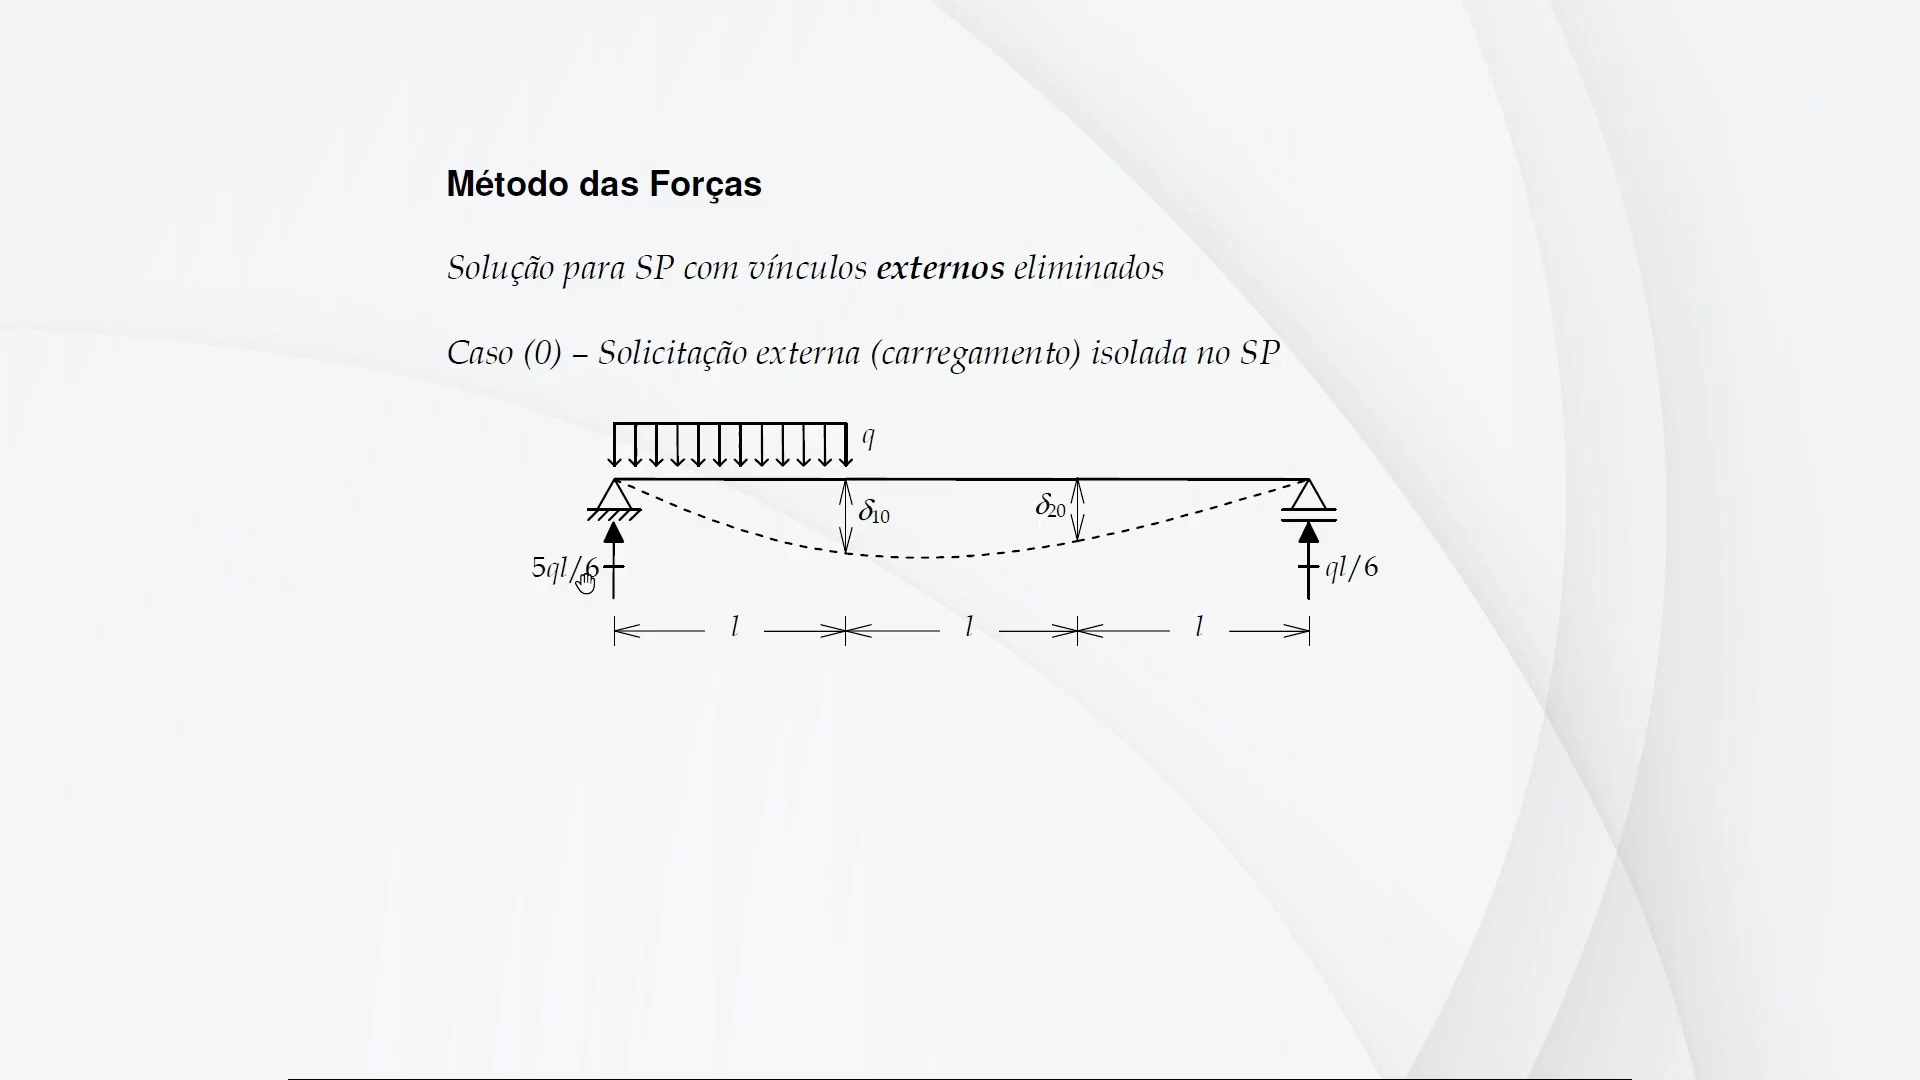 Método das Forças
Solução para SP com vínculos externos eliminados
Caso (0) – Solicitação externa (carregamento) isolada no SP
q
δ10
δ20
5ql/6
ql/6
l
l
l